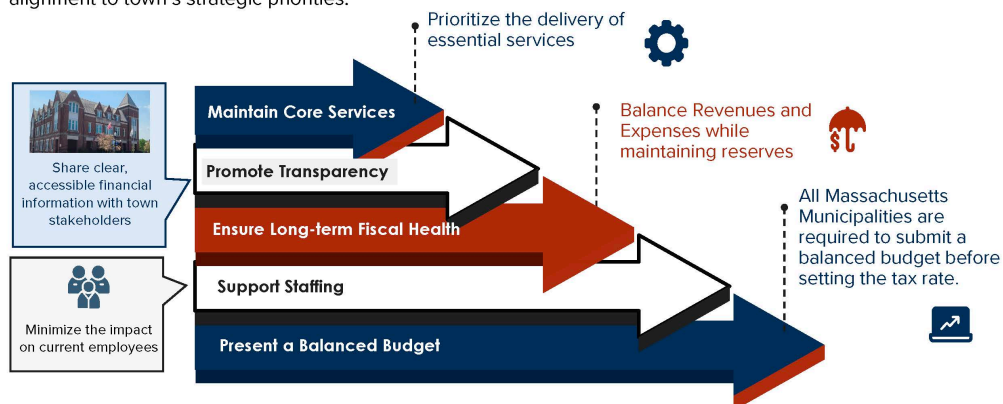 alignment to town's strategic priorities.
Prioritize the delivery of
essential services
Maintain Core Services
Balance Revenues and
Expenses while
maintaining reserves
Share clear,
accessible financial
information with town
stakeholders
Promote Transparency
All Massachusetts
Municipalities are
required to submit a
balanced budget before
setting the tax rate.
Ensure Long-term Fiscal Health
Support Staffing
Minimize the impact
on current employees
Present a Balanced Budget
$